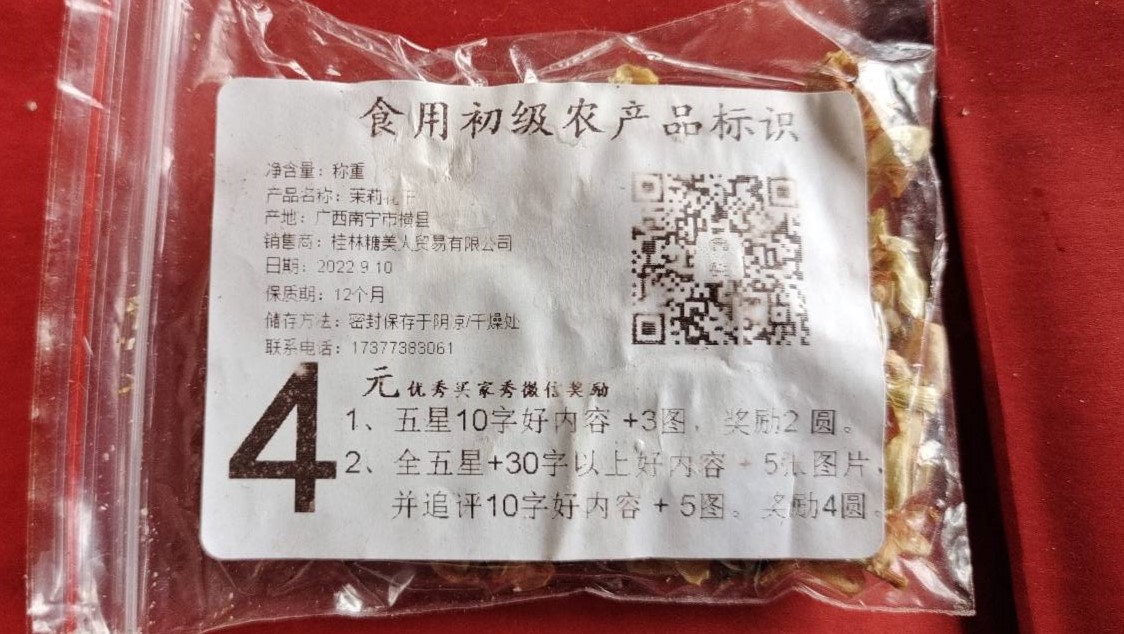 食用初级农产品标识
净含量：称重
产品名称：茉莉花干
产地：广西南宁市横县
销售商：桂林糖美人贸易有限公司
日期：2022.9.10
保质期：12个月
储存方法：密封保存于阴凉/干燥处
联系电话：17377383061
4元优秀买家秀微信奖励
1、五星10字好内容+3图，奖励2圆。
2、全五星+30字以上好内容 5张图片，
并追评10字好内容+5图。奖励4圆。